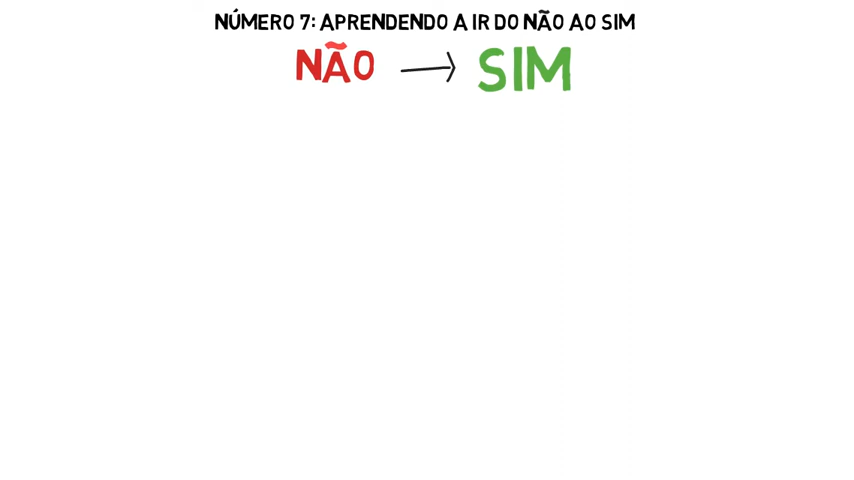 NÚMERO 7: APRENDENDO A IR DO NÃO AO SIM
NÃO → SIM